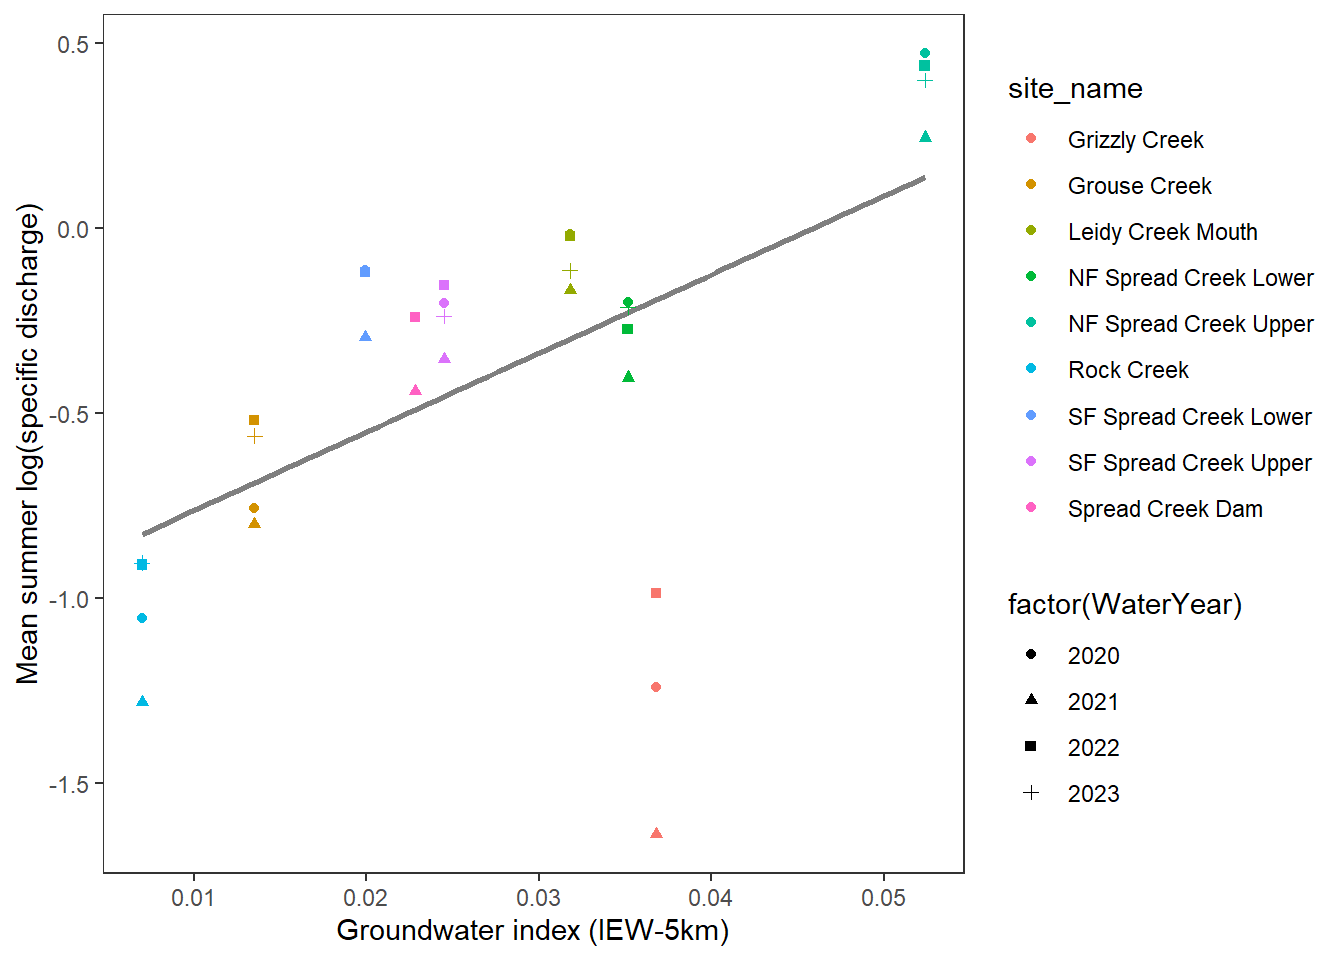 0.5
0.0
-0.5
-1.0
-1.5
Mean summer log(specific discharge)
0.01
0.02
0.03
0.04
0.05
Groundwater index (IEW-5km)
site_name
Grizzly Creek
Grouse Creek
Leidy Creek Mouth
NF Spread Creek Lower
NF Spread Creek Upper
Rock Creek
SF Spread Creek Lower
SF Spread Creek Upper
Spread Creek Dam
factor(WaterYear)
2020
2021
2022
2023